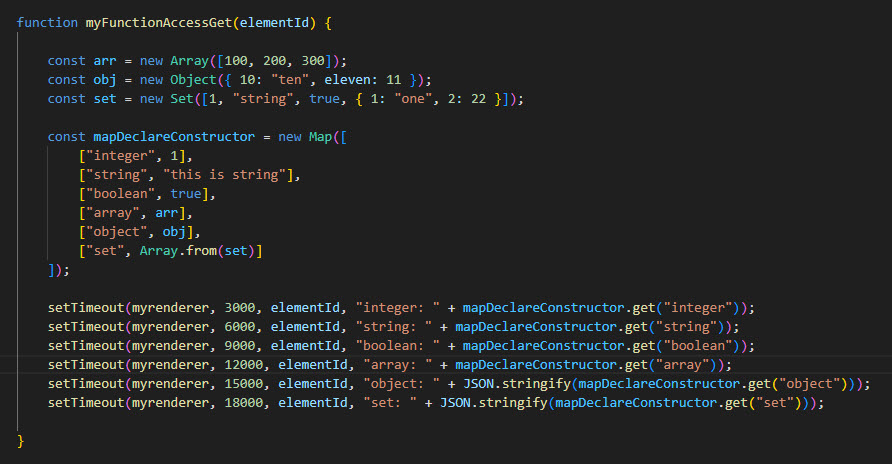 function myFunctionAccessGet(elementId) {
    const arr = new Array([100, 200, 300]);
    const obj = new Object({ 10: "ten", eleven: 11 });
    const set = new Set([1, "string", true, { 1: "one", 2: 22 }]);
    const mapDeclareConstructor = new Map([
        ["integer", 1],
        ["string", "this is string"],
        ["boolean", true],
        ["array", arr],
        ["object", obj],
        ["set", Array.from(set)]
    ]);
    setTimeout(myrenderer, 3000, elementId, "integer: " + mapDeclareConstructor.get("integer"));
    setTimeout(myrenderer, 6000, elementId, "string: " + mapDeclareConstructor.get("string"));
    setTimeout(myrenderer, 9000, elementId, "boolean: " + mapDeclareConstructor.get("boolean"));
    setTimeout(myrenderer, 12000, elementId, "array: " + mapDeclareConstructor.get("array"));
    setTimeout(myrenderer, 15000, elementId, "object: " + JSON.stringify(mapDeclareConstructor.get("object")));
    setTimeout(myrenderer, 18000, elementId, "set: " + JSON.stringify(mapDeclareConstructor.get("set")));
}